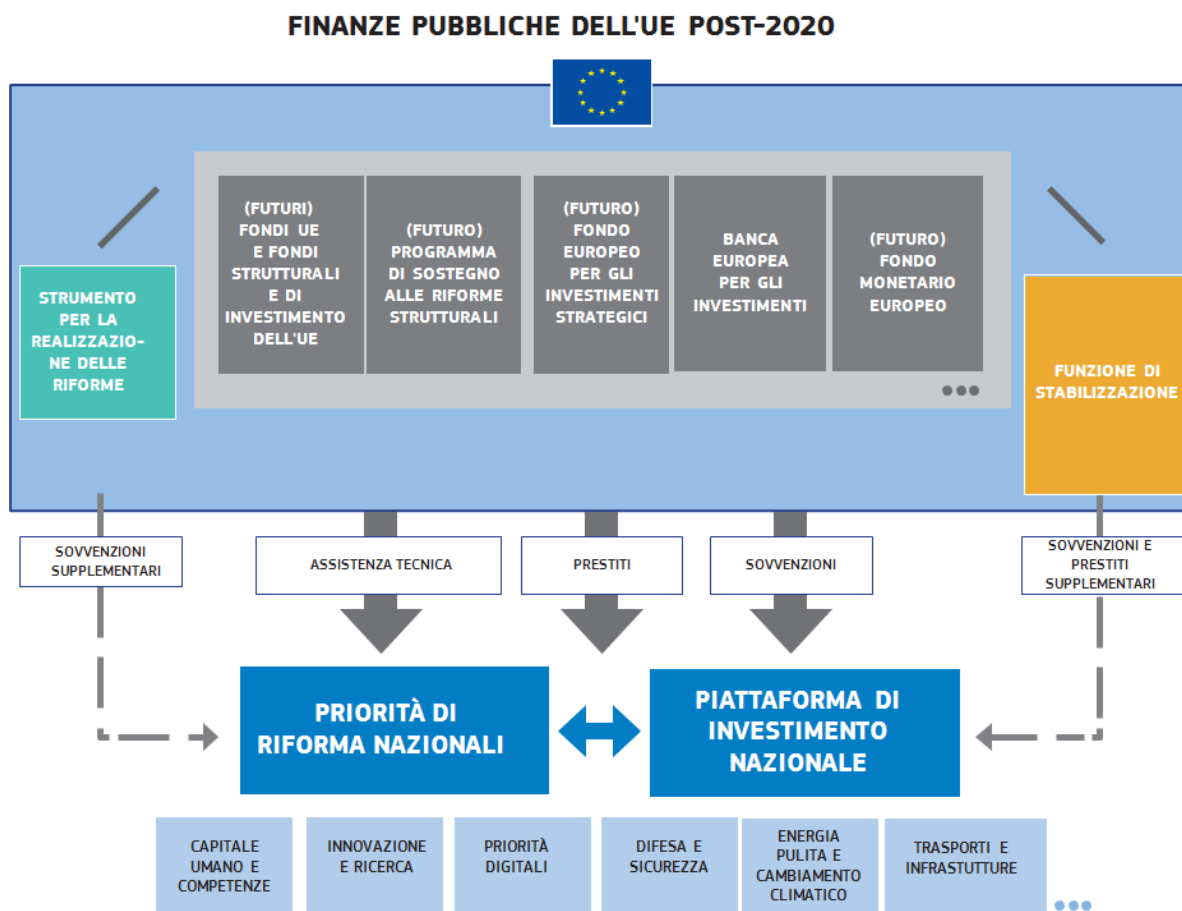 FINANZE PUBBLICHE DELL'UE POST-2020
(FUTURI)
FONDI UE
E FONDI
STRUTTURALI
E DI
INVESTIMENTO
DELL'UE
(FUTURO)
PROGRAMMA
DI SOSTEGNO
ALLE RIFORME
STRUTTURALI
(FUTURO)
FONDO
EUROPEO
PER GLI
INVESTIMENTI
STRATEGICI
BANCA
EUROPEA
PER GLI
INVESTIMENTI
(FUTURO)
FONDO
MONETARIO
EUROPEO
STRUMENTO
PER LA
REALIZZAZIO-
NE DELLE
RIFORME
FUNZIONE DI
STABILIZZAZIONE
SOVVENZIONI
SUPPLEMENTARI
ASSISTENZA TECNICA
PRESTITI
SOVVENZIONI
SOVVENZIONI E
PRESTITI
SUPPLEMENTARI
PRIORITÀ DI
RIFORMA NAZIONALI
PIATTAFORMA DI
INVESTIMENTO
NAZIONALE
CAPITALE
UMANO E
COMPETENZE
INNOVAZIONE
E RICERCA
PRIORITÀ
DIGITALI
DIFESA E
SICUREZZA
ENERGIA
PULITA E
CAMBIAMENTO
CLIMATICO
TRASPORTI E
INFRASTUTTURE